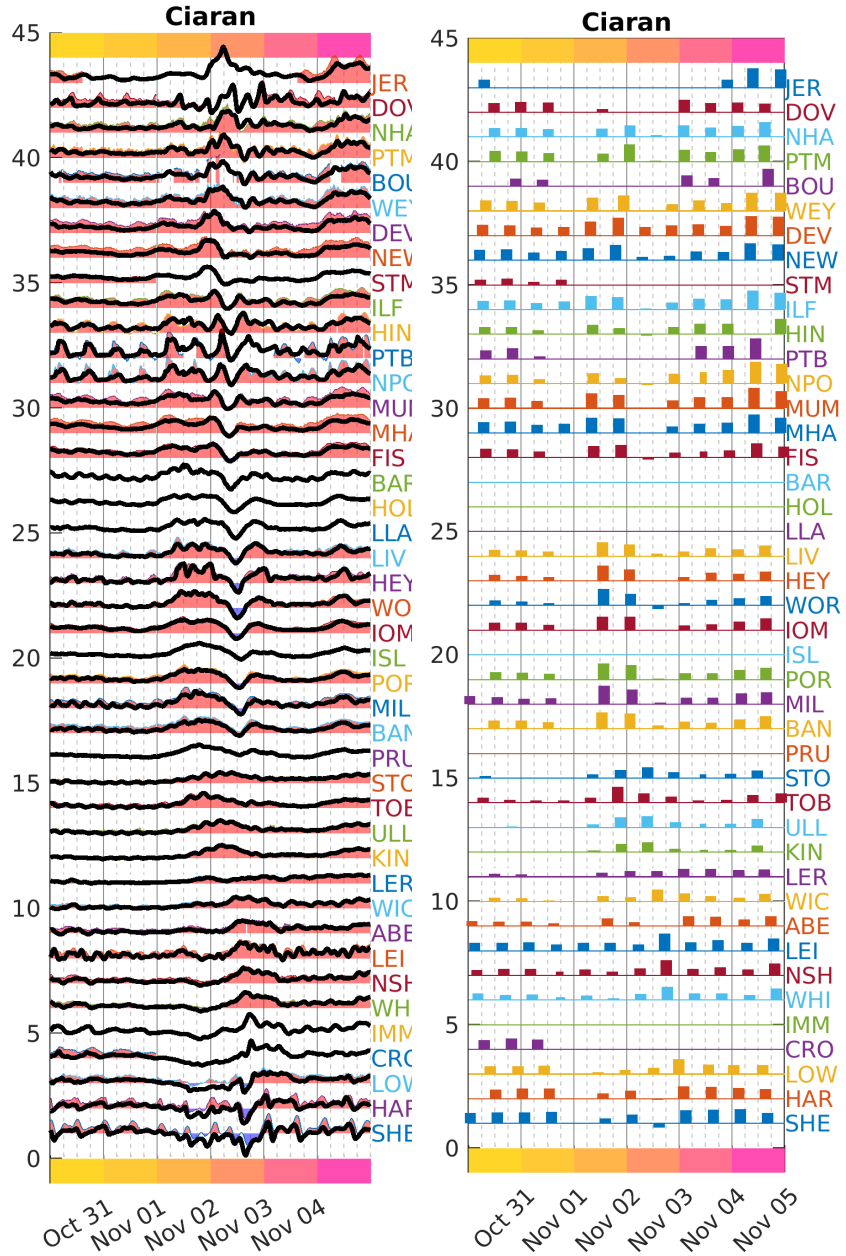 Ciaran
45
40
35
30
25
20
15
10
5
0
JER
DOV
NHA
PTM
BOU
WEY
DEV
NEW
STM
ILF
HIN
PTB
NPO
MUM
MHA
FIS
BAR
HOL
LLA
LIV
HEY
WO
IOM
ISL
POR
MIL
BAN
PRU
STO
TOB
ULL
KIN
LER
WIC
ABE
LEI
NSH
WH
IMM
CRO
LOW
HAR
SHE
Oct 31
Nov 01
Nov 02
Nov 03
Nov 04
Ciaran
45
40
35
30
25
20
15
10
5
0
JER
DOV
NHA
PTM
BOU
WEY
DEV
NEW
STM
ILF
HIN
PTB
NPO
MUM
MHA
FIS
BAR
HOL
LLA
LIV
HEY
WOR
IOM
ISL
POR
MIL
BAN
PRU
STO
TOB
ULL
KIN
LER
WIC
ABE
LEI
NSH
WHI
IMM
CRO
LOW
HAR
SHE
Oct 31
Nov 01
Nov 02
Nov 03
Nov 04
Nov 05